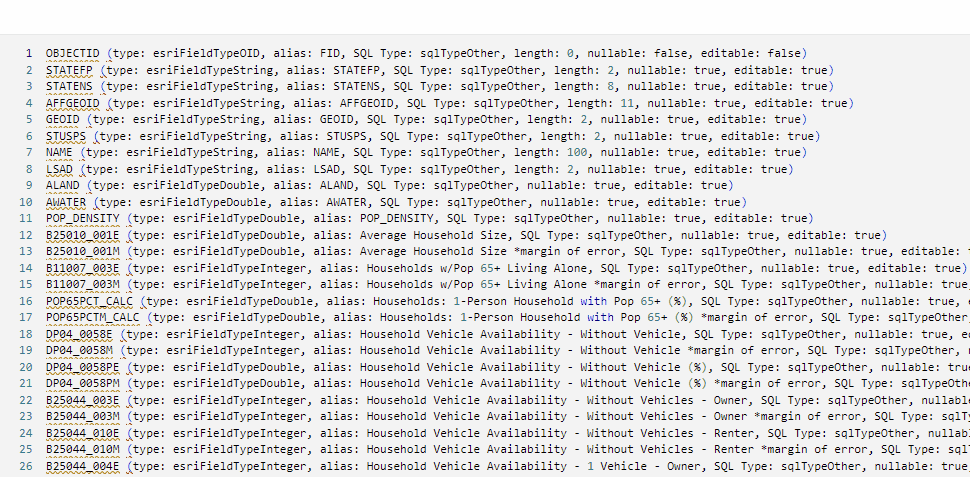 1 OBJECTID (type: esriFieldTypeOID, alias: FID, SQL Type: sqlTypeOther, length: 0, nullable: false, editable: false)
2 STATEFP (type: esriFieldTypeString, alias: STATEFP, SQL Type: sqlTypeOther, length: 2, nullable: true, editable: true)
3 STATENS (type: esriFieldTypeString, alias: STATENS, SQL Type: sqlTypeOther, length: 8, nullable: true, editable: true)
4 AFFGEOID (type: esriFieldTypeString, alias: AFFGEOID, SQL Type: sqlTypeOther, length: 11, nullable: true, editable: true)
5 GEOID (type: esriFieldTypeString, alias: GEOID, SQL Type: sqlTypeOther, length: 2, nullable: true, editable: true)
6 STUSPS (type: esriFieldTypeString, alias: STUSPS, SQL Type: sqlTypeOther, length: 2, nullable: true, editable: true)
7 NAME (type: esriFieldTypeString, alias: NAME, SQL Type: sqlTypeOther, length: 100, nullable: true, editable: true)
8 LSAD (type: esriFieldTypeString, alias: LSAD, SQL Type: sqlTypeOther, length: 2, nullable: true, editable: true)
9 ALAND (type: esriFieldTypeDouble, alias: ALAND, SQL Type: sqlTypeOther, nullable: true, editable: true)
10 AWATER (type: esriFieldTypeDouble, alias: AWATER, SQL Type: sqlTypeOther, nullable: true, editable: true)
11 POP_DENSITY (type: esriFieldTypeDouble, alias: POP_DENSITY, SQL Type: sqlTypeOther, nullable: true, editable: true)
12 B25010_001E (type: esriFieldTypeDouble, alias: Average Household Size, SQL Type: sqlTypeOther, nullable: true, editable: true)
13 B25010_001M (type: esriFieldTypeDouble, alias: Average Household Size *margin of error, SQL Type: sqlTypeOther, nullable: true, editable:
14 B11007_003E (type: esriFieldTypeInteger, alias: Households w/Pop 65+ Living Alone, SQL Type: sqlTypeOther, nullable: true, editable: true)
15 B11007_003M (type: esriFieldTypeInteger, alias: Households w/Pop 65+ Living Alone *margin of error, SQL Type: sqlTypeOther, nullable: true,
16 POP65PCT_CALC (type: esriFieldTypeDouble, alias: Households: 1-Person Household with Pop 65+ (%), SQL Type: sqlTypeOther, nullable: true, e
17 POP65PCTM_CALC (type: esriFieldTypeDouble, alias: Households: 1-Person Household with Pop 65+ (%) *margin of error, SQL Type: sqlTypeOther,
18 DP04_0058E (type: esriFieldTypeInteger, alias: Household Vehicle Availability - Without Vehicle, SQL Type: sqlTypeOther, nullable: true, e
19 DP04_0058M (type: esriFieldTypeInteger, alias: Household Vehicle Availability - Without Vehicle *margin of error, SQL Type: sqlTypeOther,
20 DP04_0058PE (type: esriFieldTypeDouble, alias: Household Vehicle Availability - Without Vehicle (%), SQL Type: sqlTypeOther, nullable: true
21 DP04_0058PM (type: esriFieldTypeDouble, alias: Household Vehicle Availability - Without Vehicle (%) *margin of error, SQL Type: sqlTypeOthe
22 B25044_003E (type: esriFieldTypeInteger, alias: Household Vehicle Availability - Without Vehicles - Owner, SQL Type: sqlTypeOther, nullable
23 B25044_003M (type: esriFieldTypeInteger, alias: Household Vehicle Availability - Without Vehicles - Owner *margin of error, SQL Type: sqlT
24 B25044_010E (type: esriFieldTypeInteger, alias: Household Vehicle Availability - Without Vehicles - Renter, SQL Type: sqlTypeOther, nullab
25 B25044_010M (type: esriFieldTypeInteger, alias: Household Vehicle Availability - Without Vehicles - Renter *margin of error, SQL Type: sql
26 B25044_004E (type: esriFieldTypeInteger, alias: Household Vehicle Availability - 1 Vehicle - Owner, SQL Type: sqlTypeOther, nullable: true,